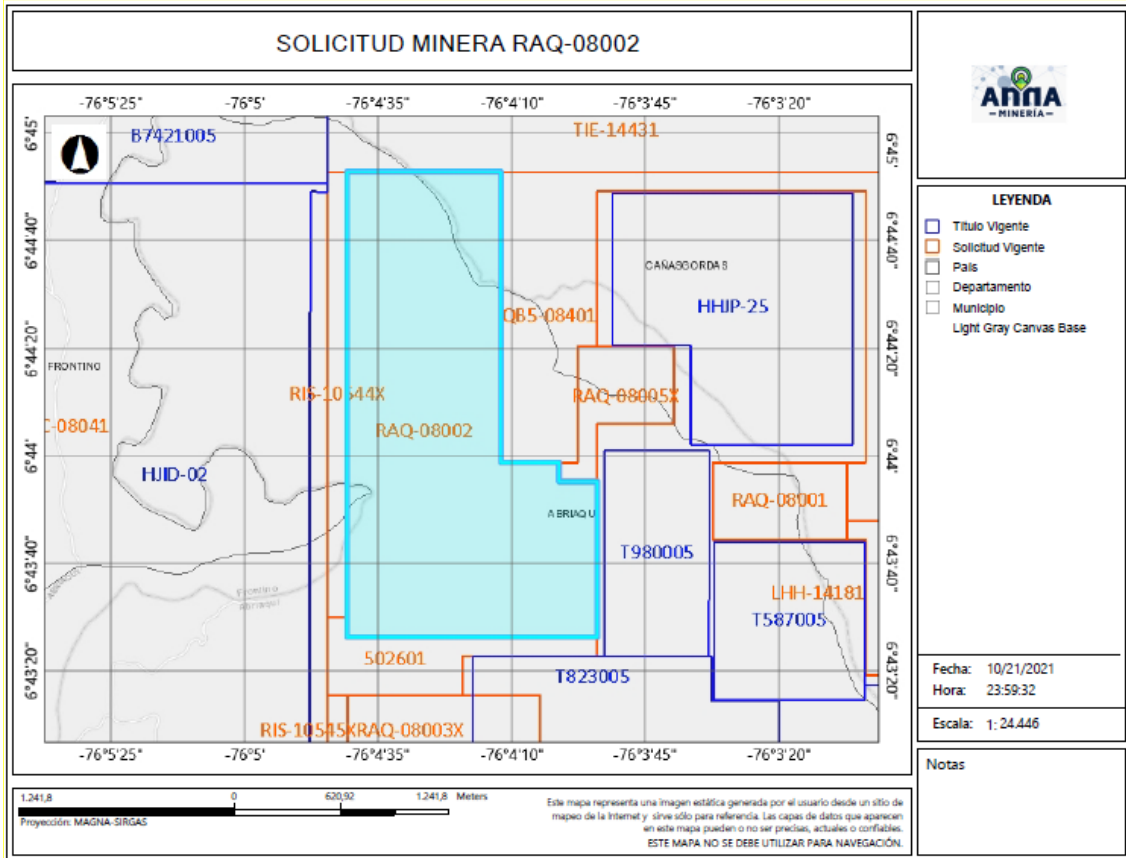 SOLICITUD MINERA RAQ-08002
ANNA
–MINERÍA–
-76°5'25"
-76°5'
-76°4'35"
-76°4'10"
-76°3'45"
-76°3'20"
6°45'
6°44'40"
6°44'20"
6°44'
6°43'40"
6°43'20"
B7421005
TIE-14431
6°45'
6°44'40"
6°44'20"
6°44'
6°43'40"
6°43'20"
CAÑASGORDAS
HHJP-25
QB5-08401
FRONTINO
RIS-10544X
RAQ-08005X
C-08041
RAQ-08002
HJID-02
RAQ-08001
ABRIAQU
T980005
Frontino
Abriaquí
LHH-14181
T587005
502601
T823005
RIS-10545X
RAQ-08003X
-76°5'25"
-76°5'
-76°4'35"
-76°4'10"
-76°3'45"
-76°3'20"
LEYENDA
Título Vigente
Solicitud Vigente
País
Departamento
Municipio
Light Gray Canvas Base
Fecha: 10/21/2021
Hora: 23:59:32
Escala: 1: 24.446
Notas
1.241,8 0 620,92 1.241,8 Meters
Proyección: MAGNA-SIRGAS
Este mapa representa una imagen estática generada por el usuario desde un sitio de
mapeo de la Internet y sirve sólo para referencia. Las capas de datos que aparecen
en este mapa pueden o no ser precisas, actuales o confiables.
ESTE MAPA NO SE DEBE UTILIZAR PARA NAVEGACIÓN.